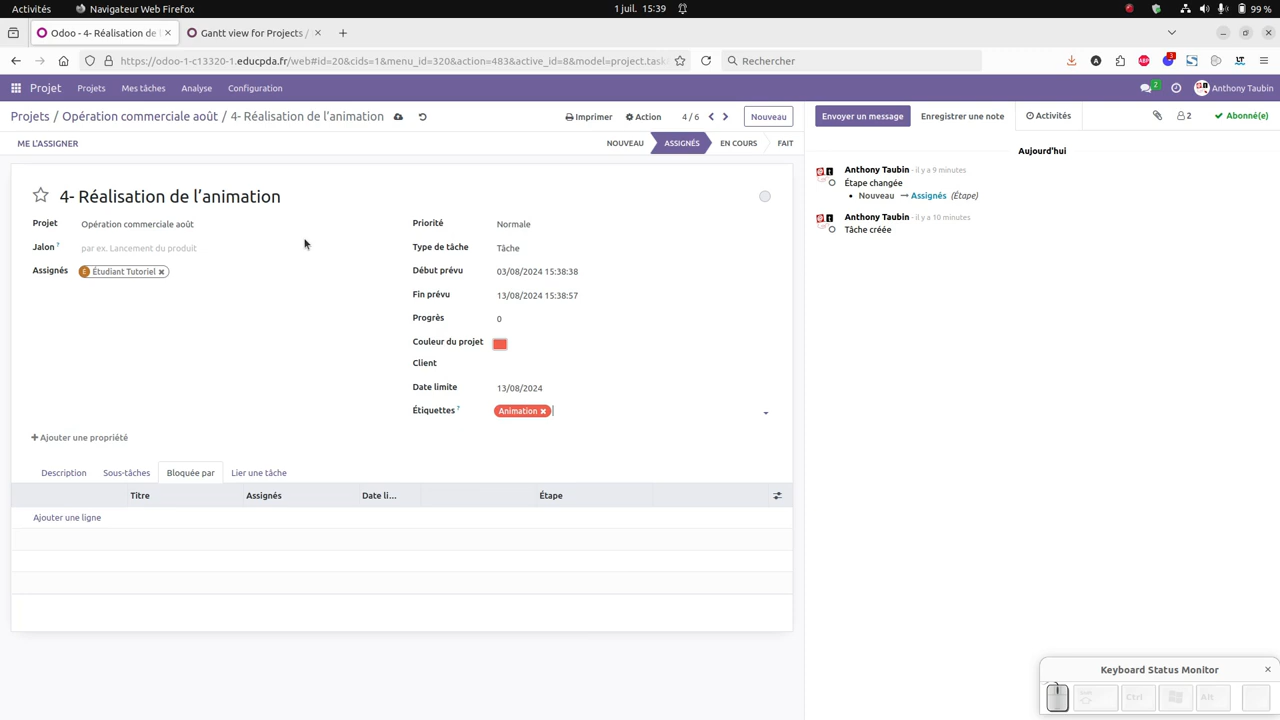 Activités
Navigateur Web Firefox
1 juil. 15:39
99 %
Odoo - 4- Réalisation de l'
Gantt view for Projects /
https://odoo-1-c13320-1.educpda.fr/web#id=20&cids=1&menu_id=320&action=483&active_id=8&model=project.task
Rechercher
ABP
3
LT
Projet
Projets
Mes tâches
Analyse
Configuration
2
Anthony Taubin
Projets / Opération commerciale août / 4- Réalisation de l'animation
Imprimer
Action
4 / 6
Nouveau
Envoyer un message
Enregistrer une note
Activités
2
Abonné(e)
ME L'ASSIGNER
NOUVEAU
ASSIGNÉS
EN COURS
FAIT
Aujourd'hui
4- Réalisation de l'animation
Projet
Opération commerciale août
Jalon ?
par ex. Lancement du produit
Assignés
Étudiant Tutoriel
Priorité
Normale
Type de tâche
Tâche
Début prévu
03/08/2024 15:38:38
Fin prévu
13/08/2024 15:38:57
Progrès
0
Couleur du projet
Client
Date limite
13/08/2024
Étiquettes ?
Animation
Anthony Taubin - il y a 9 minutes
Étape changée
Nouveau → Assignés (Étape)
Anthony Taubin - il y a 10 minutes
Tâche créée
Ajouter une propriété
Description
Sous-tâches
Bloquée par
Lier une tâche
Titre
Assignés
Date li...
Étape
Ajouter une ligne
Keyboard Status Monitor
Ctrl
Alt